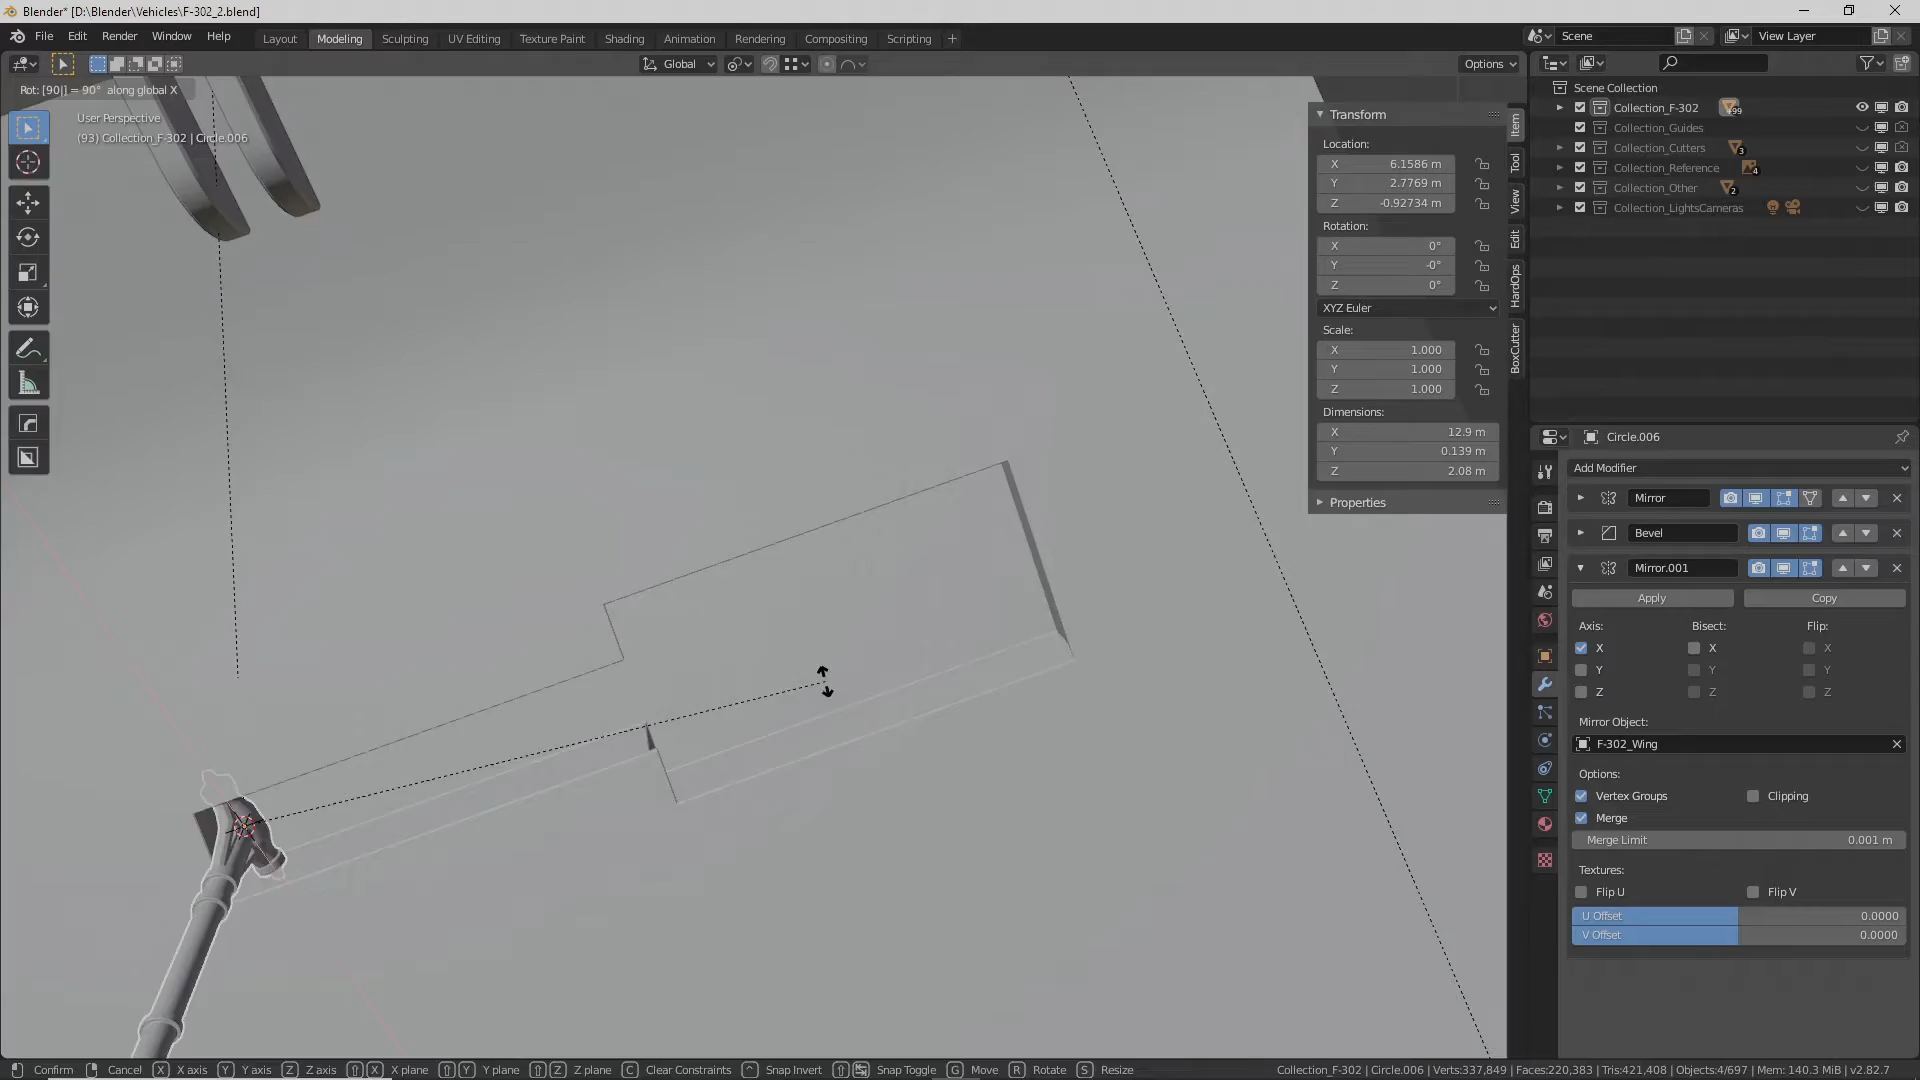 Blender* [D:\Blender\Vehicles\F-302_2.blend]
File Edit Render Window Help Layout Modeling Sculpting UV Editing Texture Paint Shading Animation Rendering Compositing Scripting + Scene View Layer
Global Options
Rot: [90|] = 90° along global X
User Perspective
(93) Collection_F-302 | Circle.006
Transform
Location:
X 6.1586 m
Y 2.7769 m
Z -0.92734 m
Rotation:
X 0°
Y -0°
Z 0°
XYZ Euler
Scale:
X 1.000
Y 1.000
Z 1.000
Dimensions:
X 12.9 m
Y 0.139 m
Z 2.08 m
Properties
Item
Tool
View
Edit
HardOps
BoxCutter
Scene Collection
Collection_F-302 99
Collection_Guides
Collection_Cutters 3
Collection_Reference 4
Collection_Other 2
Collection_LightsCameras
Circle.006
Add Modifier
Mirror
Bevel
Mirror.001
Apply Copy
Axis: Bisect: Flip:
X X X
Y Y Y
Z Z Z
Mirror Object:
F-302_Wing
Options:
Vertex Groups Clipping
Merge
Merge Limit 0.001 m
Textures:
Flip U Flip V
U Offset 0.0000
V Offset 0.0000
Confirm Cancel X X axis Y Y axis Z Z axis X X plane Y Y plane Z Z plane C Clear Constraints Snap Invert Snap Toggle G Move R Rotate S Resize Collection_F-302 | Circle.006 | Verts:337,849 | Faces:220,383 | Tris:421,408 | Objects:4/697 | Mem: 140.3 MiB | v2.82.7